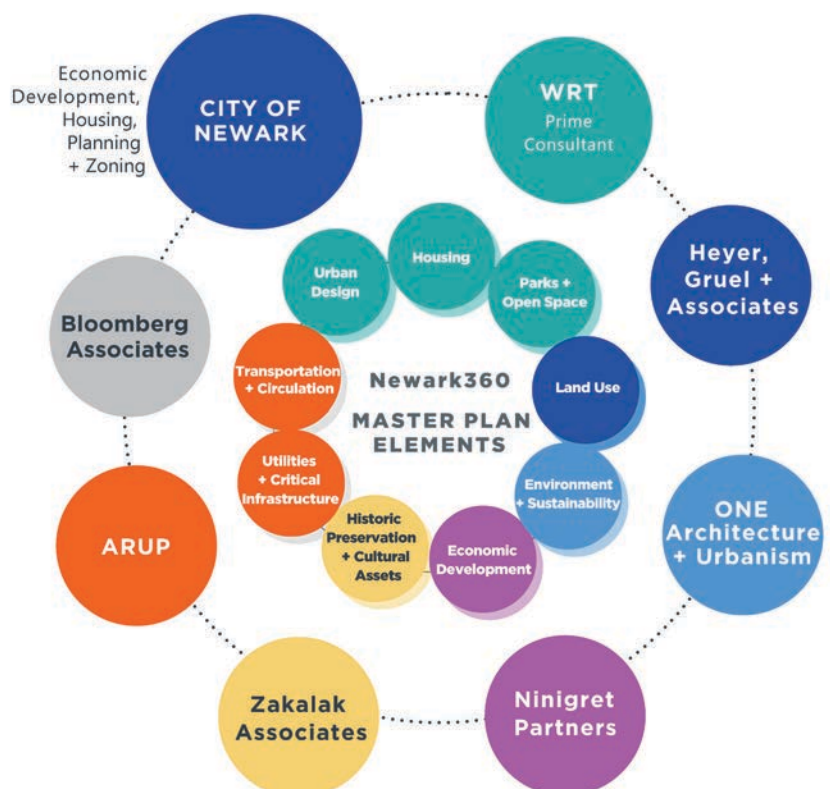 Economic
Development,
Housing,
Planning
+ Zoning
CITY OF
NEWARK
WRT
Prime
Consultant
Heyer,
Gruel +
Associates
ONE
Architecture
+ Urbanism
Ninigret
Partners
Zakalak
Associates
ARUP
Bloomberg
Associates
Urban
Design
Housing
Parks +
Open Space
Land Use
Environment
+ Sustainability
Economic
Development
Historic
Preservation
+ Cultural
Assets
Utilities
+ Critical
Infrastructure
Transportation
+ Circulation
Newark360
MASTER PLAN
ELEMENTS